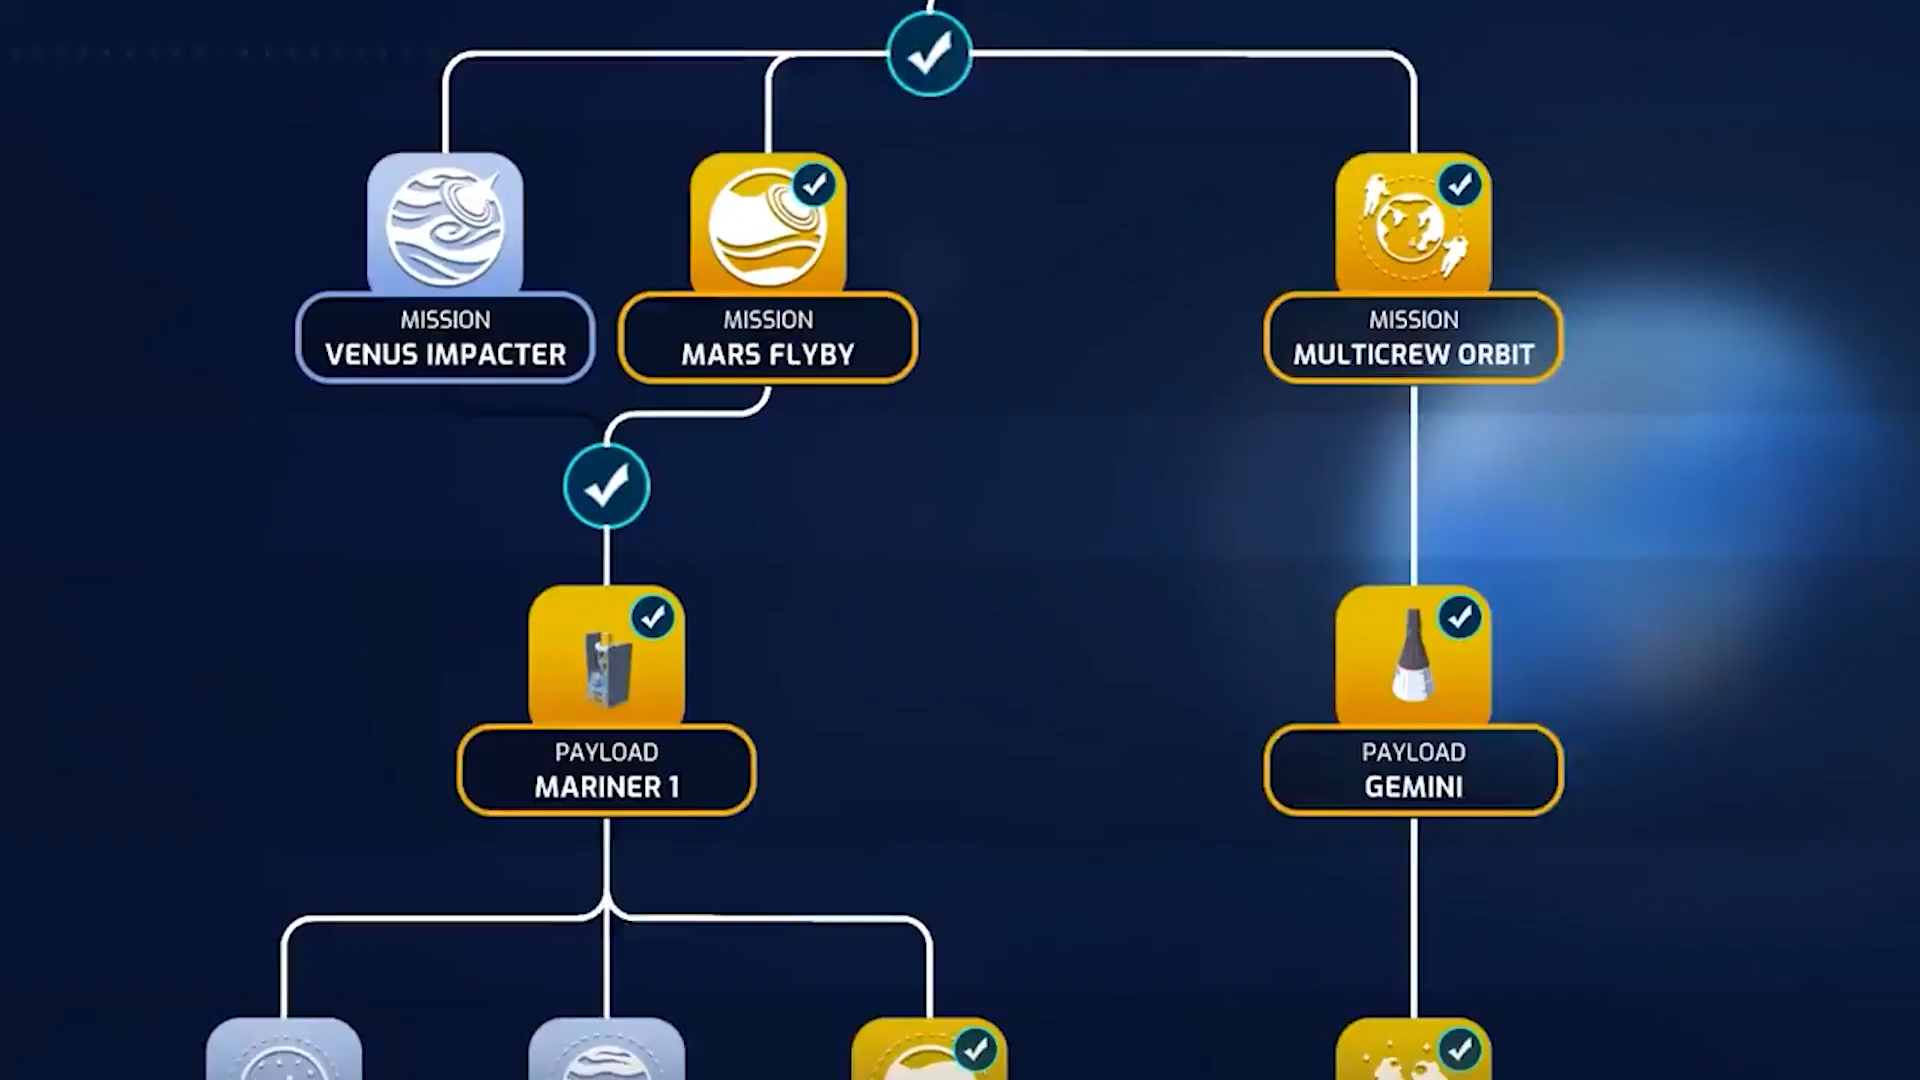 MISSION
VENUS IMPACTER
MISSION
MARS FLYBY
MISSION
MULTICREW ORBIT
PAYLOAD
MARINER 1
PAYLOAD
GEMINI